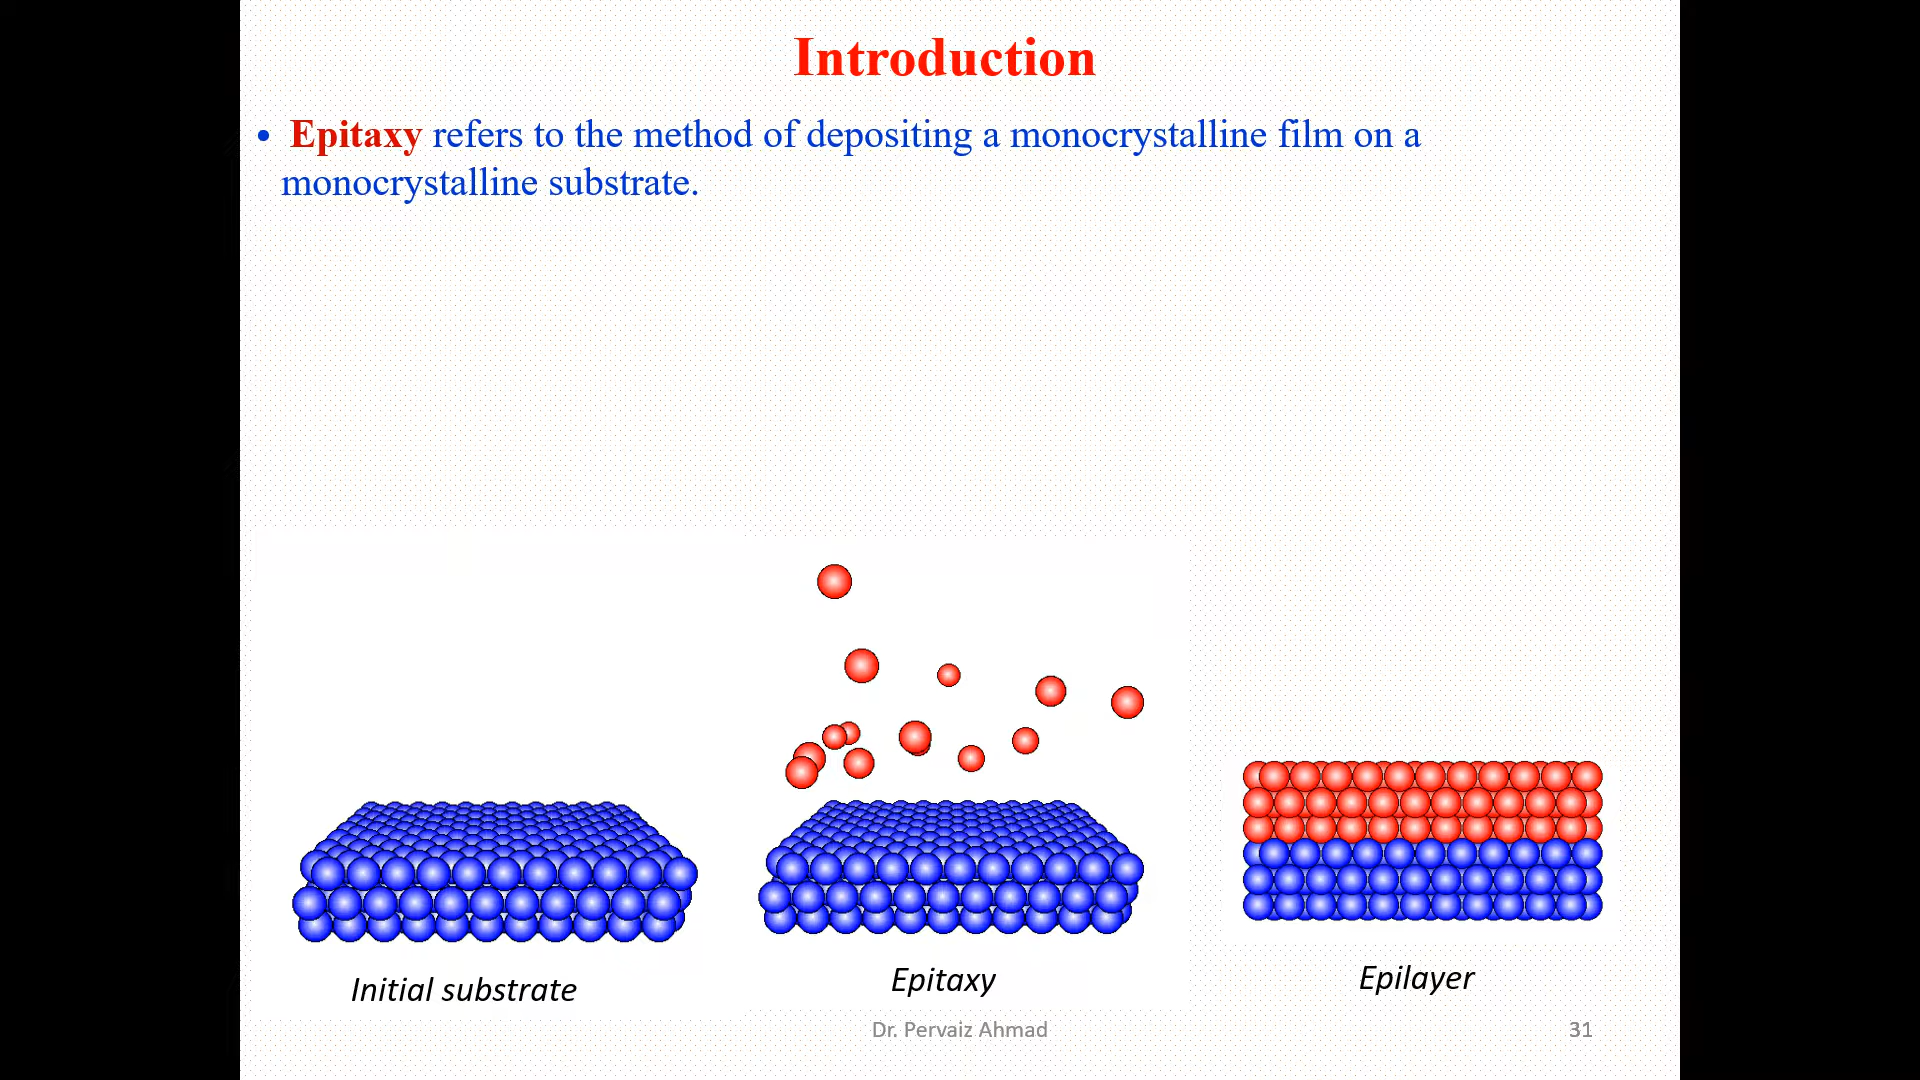 Introduction
• Epitaxy refers to the method of depositing a monocrystalline film on a
monocrystalline substrate.
Initial substrate
Epitaxy
Epilayer
Dr. Pervaiz Ahmad
31